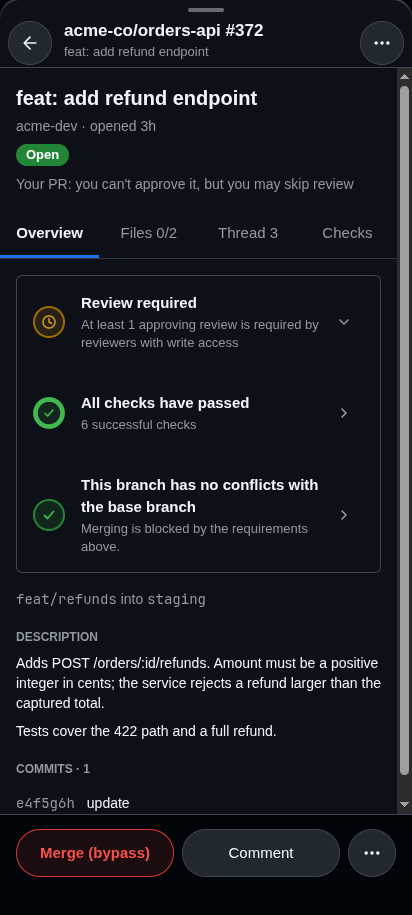 acme-co/orders-api #372
feat: add refund endpoint
feat: add refund endpoint
acme-dev · opened 3h
Open
Your PR: you can't approve it, but you may skip review
Overview Files 0/2 Thread 3 Checks
Review required
At least 1 approving review is required by
reviewers with write access
All checks have passed
6 successful checks
This branch has no conflicts with
the base branch
Merging is blocked by the requirements
above.
feat/refunds into staging
DESCRIPTION
Adds POST /orders/:id/refunds. Amount must be a positive
integer in cents; the service rejects a refund larger than the
captured total.
Tests cover the 422 path and a full refund.
COMMITS · 1
e4f5g6h update
Merge (bypass) Comment